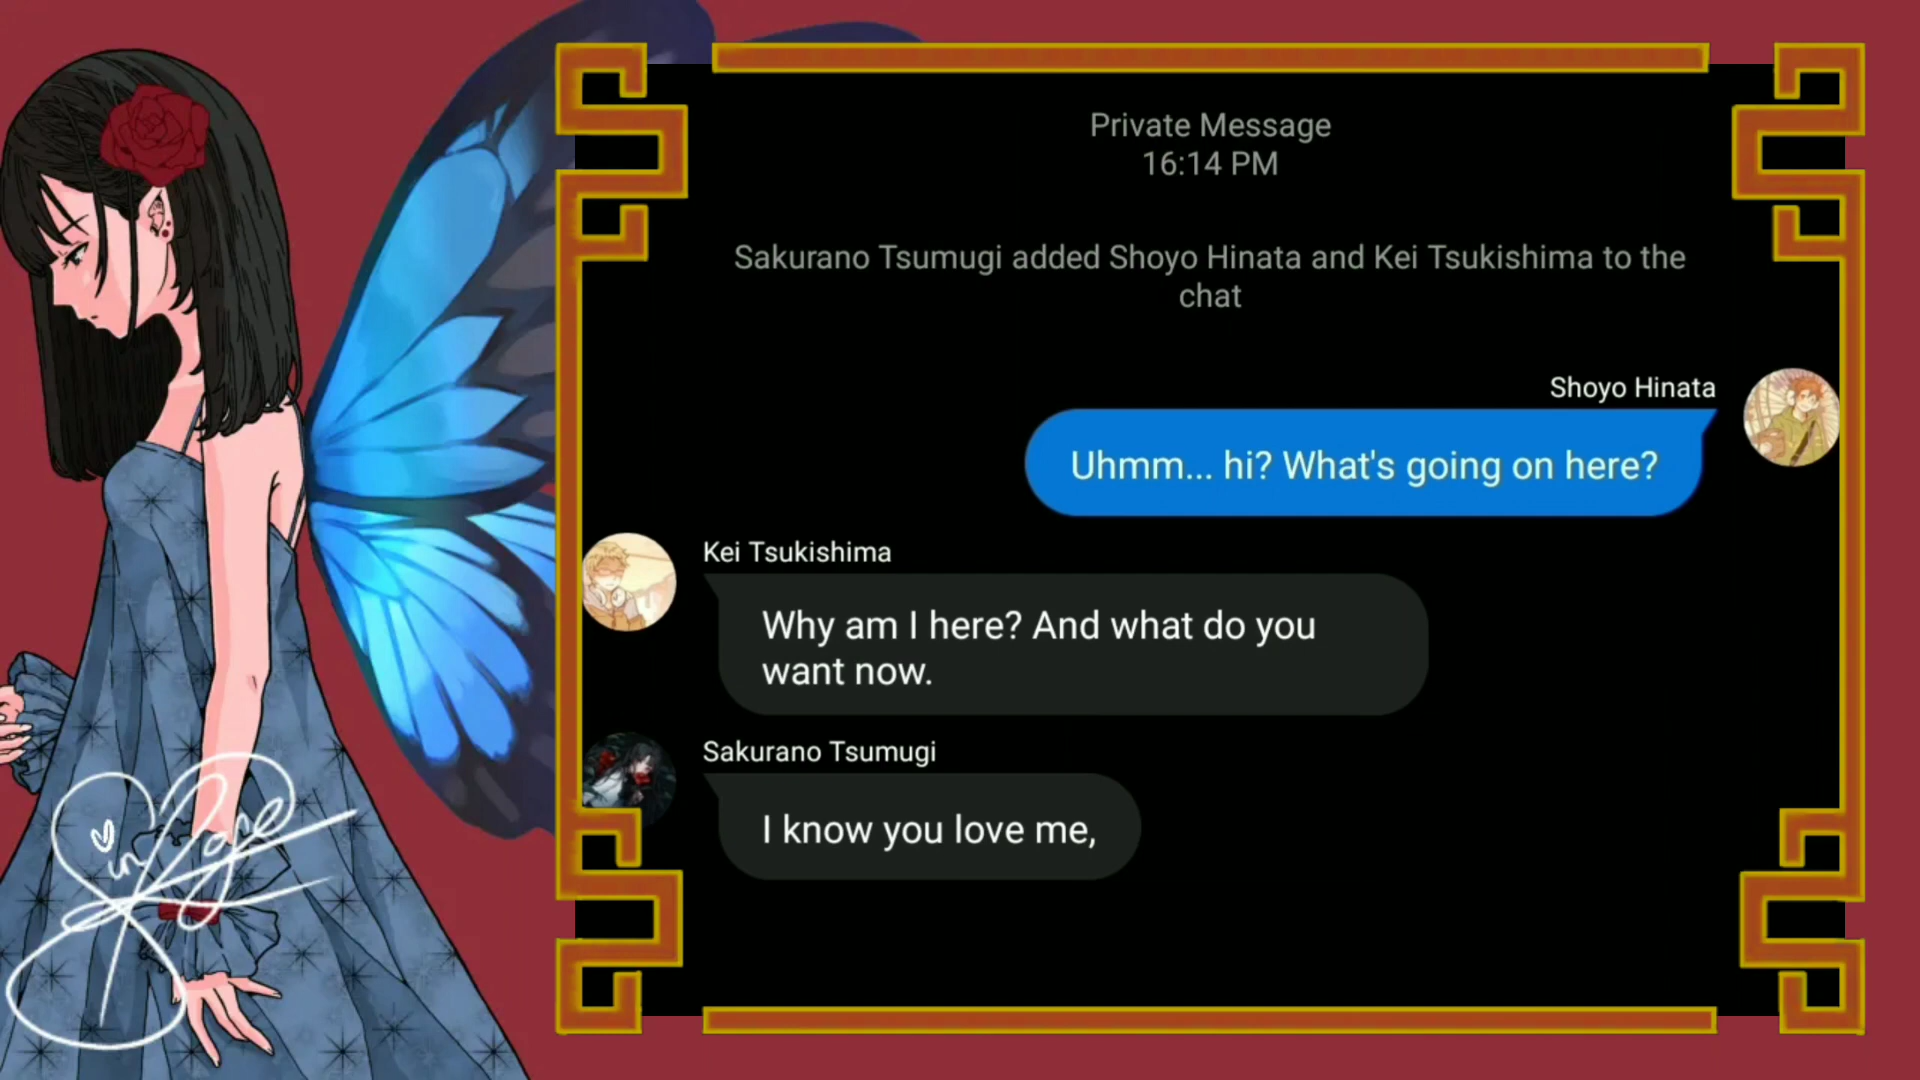 Private Message
16:14 PM
Sakurano Tsumugi added Shoyo Hinata and Kei Tsukishima to the
chat
Shoyo Hinata
Uhmm... hi? What's going on here?
Kei Tsukishima
Why am I here? And what do you
want now.
Sakurano Tsumugi
I know you love me,